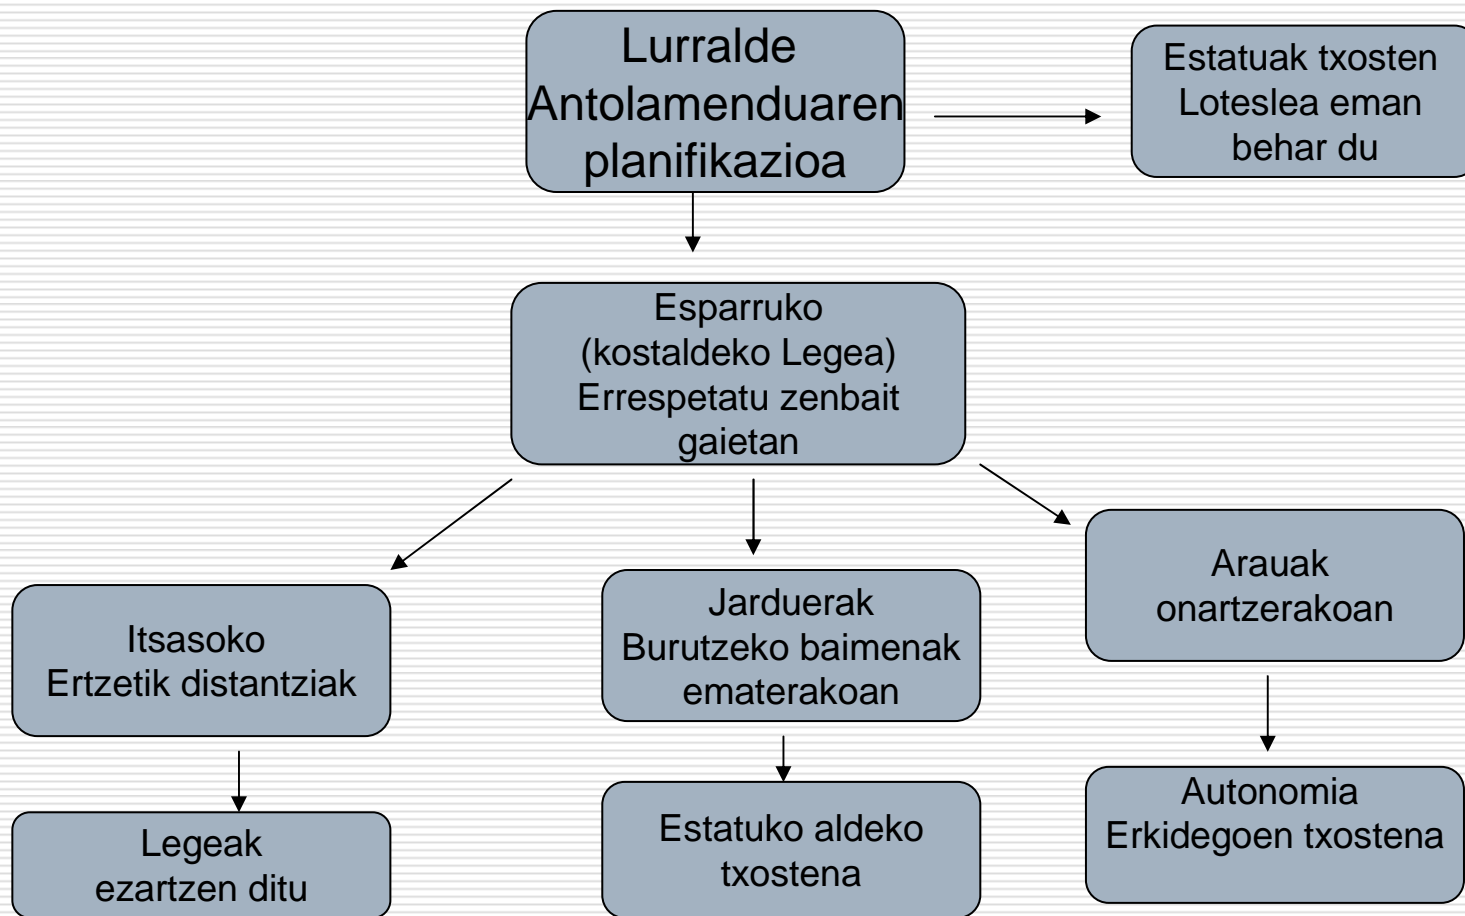 Lurralde
Antolamenduaren
planifikazioa
Estatuak txosten
Loteslea eman
behar du
Esparruko
(kostaldeko Legea)
Errespetatu zenbait
gaietan
Itsasoko
Ertzetik distantziak
Jarduerak
Burutzeko baimenak
ematerakoan
Arauak
onartzerakoan
Legeak
ezartzen ditu
Estatuko aldeko
txostena
Autonomia
Erkidegoen txostena